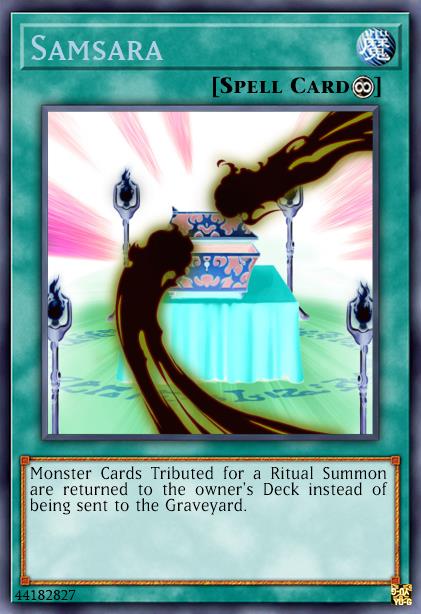 Samsara
魔
[Spell Card∞]
Monster Cards Tributed for a Ritual Summon
are returned to the owner's Deck instead of
being sent to the Graveyard.
44182827